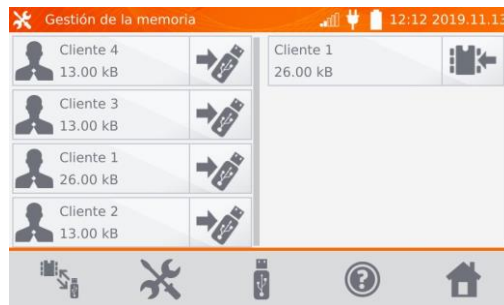 Gestión de la memoria
12:12 2019.11.13
Cliente 4
13.00 kB
Cliente 3
13.00 kB
Cliente 1
26.00 kB
Cliente 2
13.00 kB
Cliente 1
26.00 kB